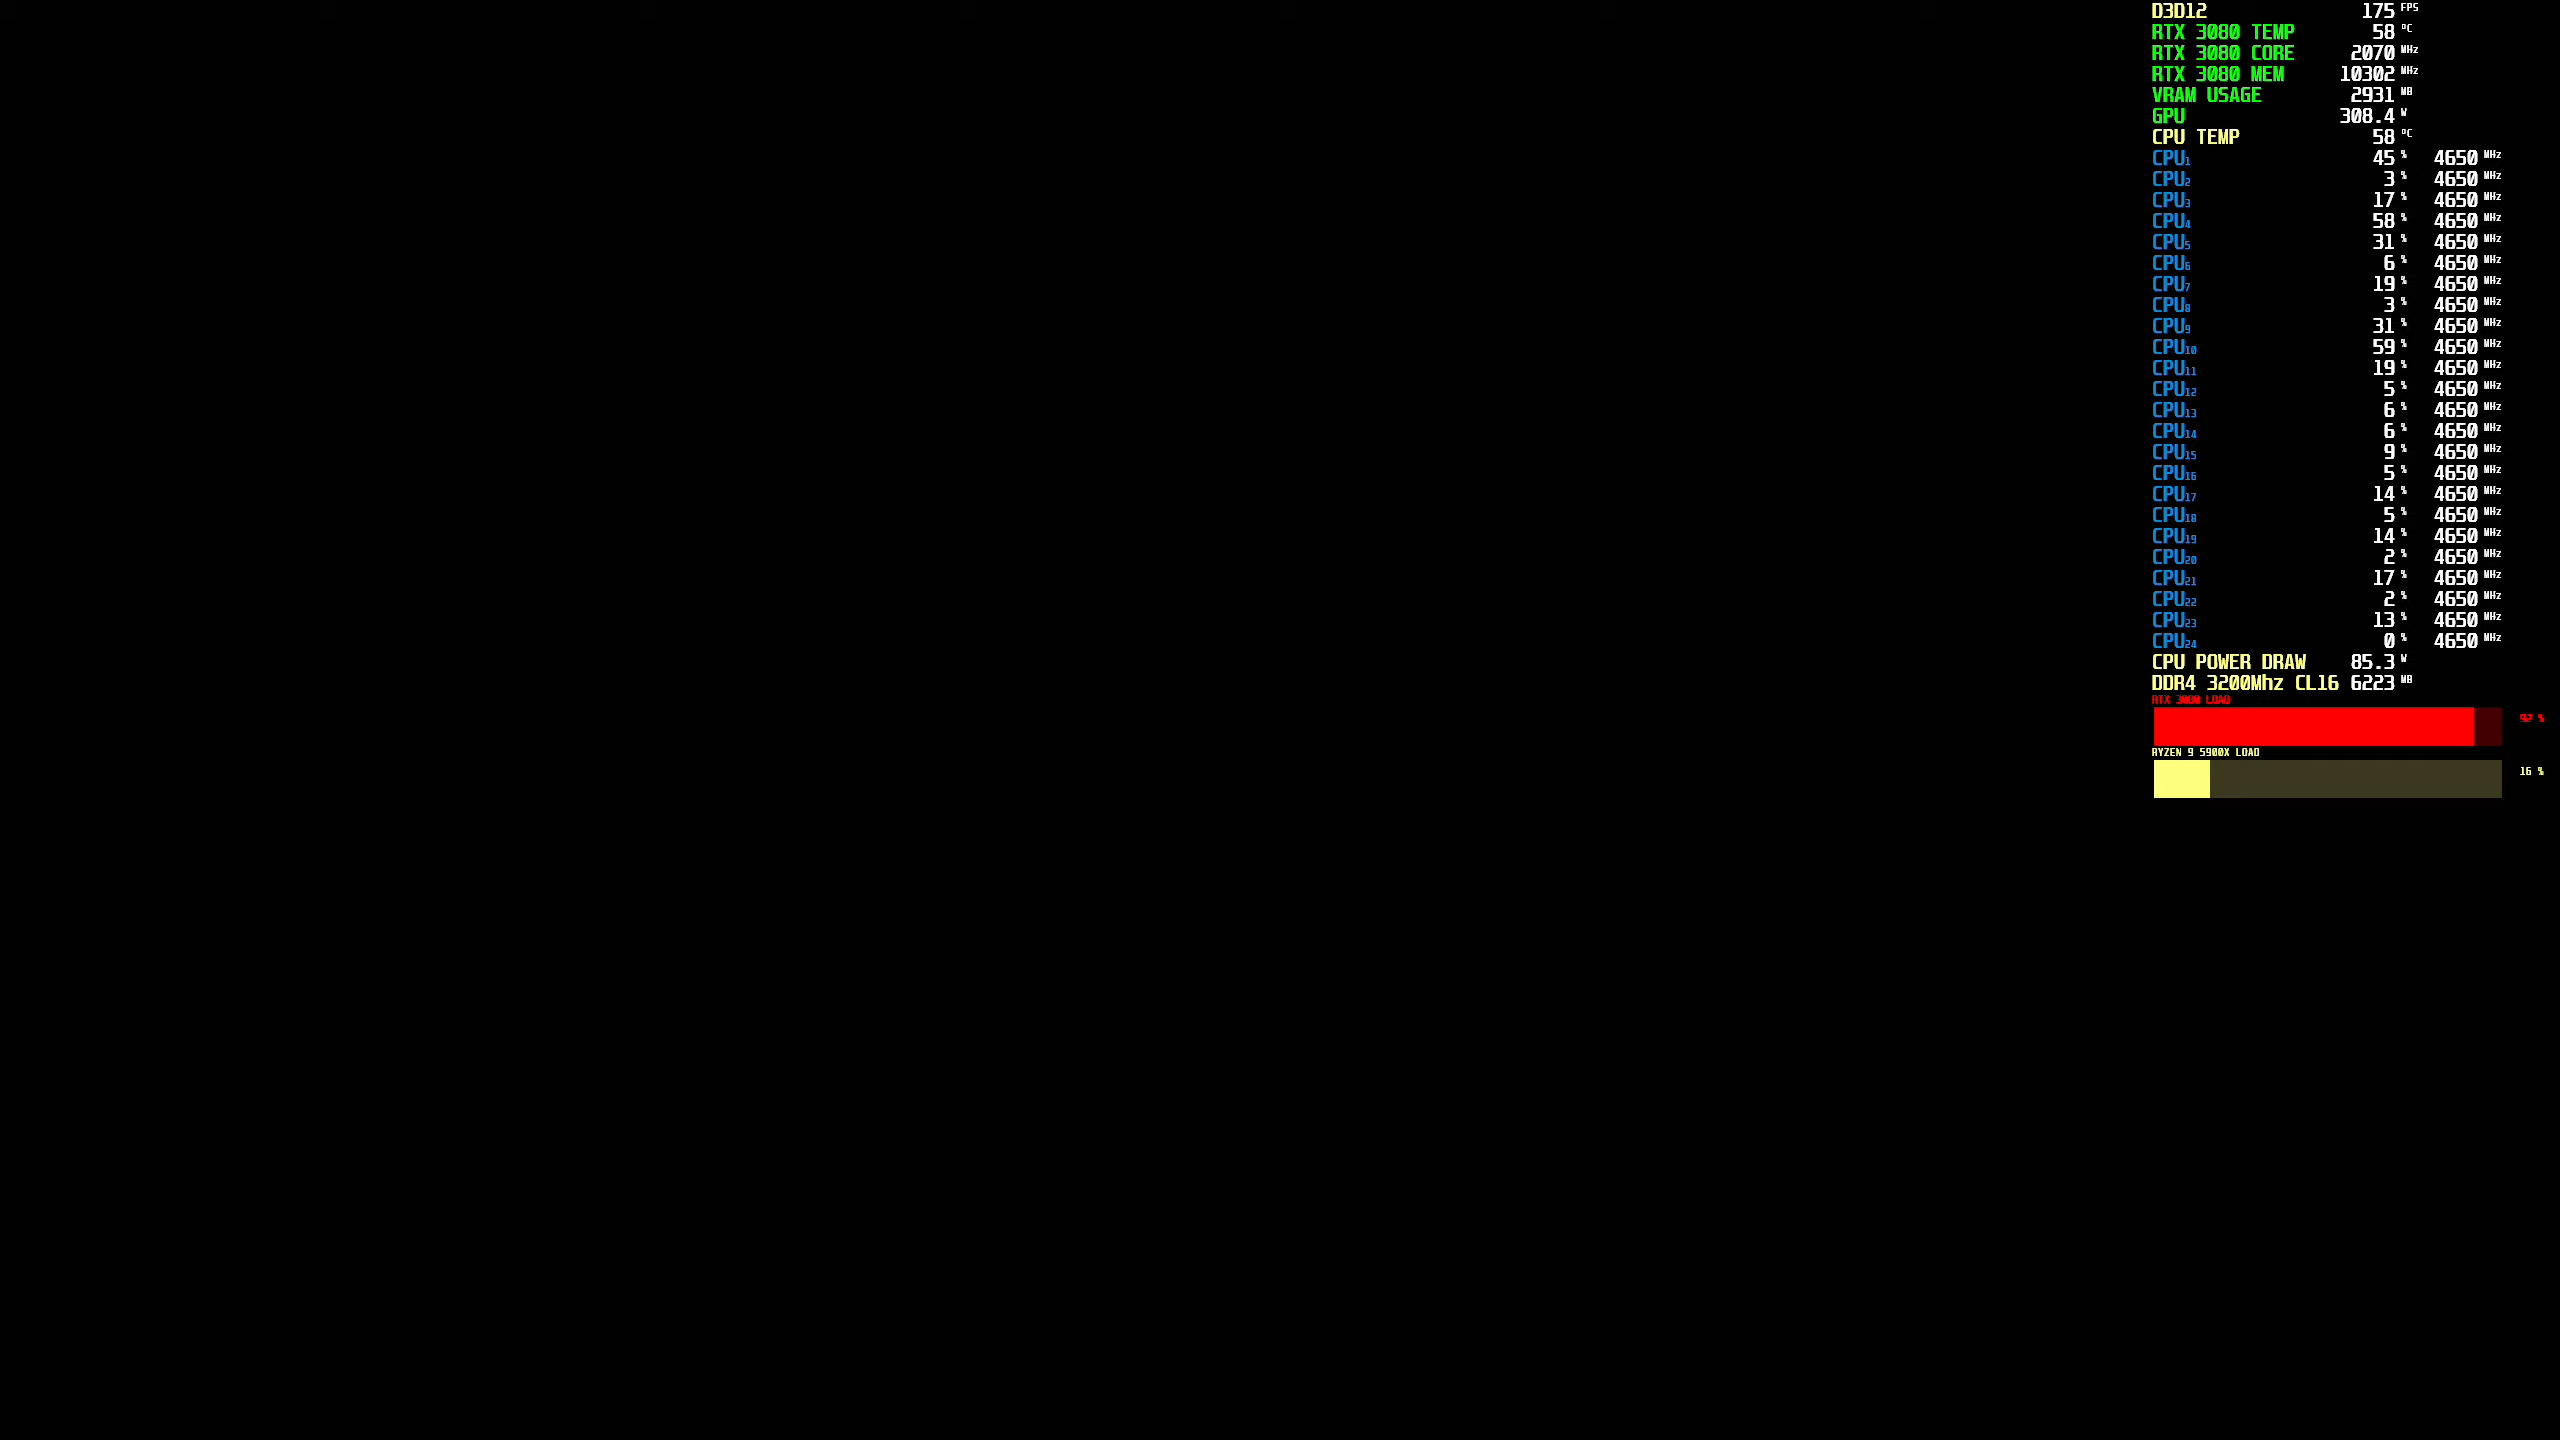 D3D12 175 FPS
RTX 3080 TEMP 58 °C
RTX 3080 CORE 2070 MHz
RTX 3080 MEM 10302 MHz
VRAM USAGE 2931 MB
GPU 308.4 W
CPU TEMP 58 °C
CPU1 45 % 4650 MHz
CPU2 3 % 4650 MHz
CPU3 17 % 4650 MHz
CPU4 58 % 4650 MHz
CPU5 31 % 4650 MHz
CPU6 6 % 4650 MHz
CPU7 19 % 4650 MHz
CPU8 3 % 4650 MHz
CPU9 31 % 4650 MHz
CPU10 59 % 4650 MHz
CPU11 19 % 4650 MHz
CPU12 5 % 4650 MHz
CPU13 6 % 4650 MHz
CPU14 6 % 4650 MHz
CPU15 9 % 4650 MHz
CPU16 5 % 4650 MHz
CPU17 14 % 4650 MHz
CPU18 5 % 4650 MHz
CPU19 14 % 4650 MHz
CPU20 2 % 4650 MHz
CPU21 17 % 4650 MHz
CPU22 2 % 4650 MHz
CPU23 13 % 4650 MHz
CPU24 0 % 4650 MHz
CPU POWER DRAW 85.3 W
DDR4 3200Mhz CL16 6223 MB
RTX 3080 LOAD
92 %
RYZEN 9 5900X LOAD
16 %